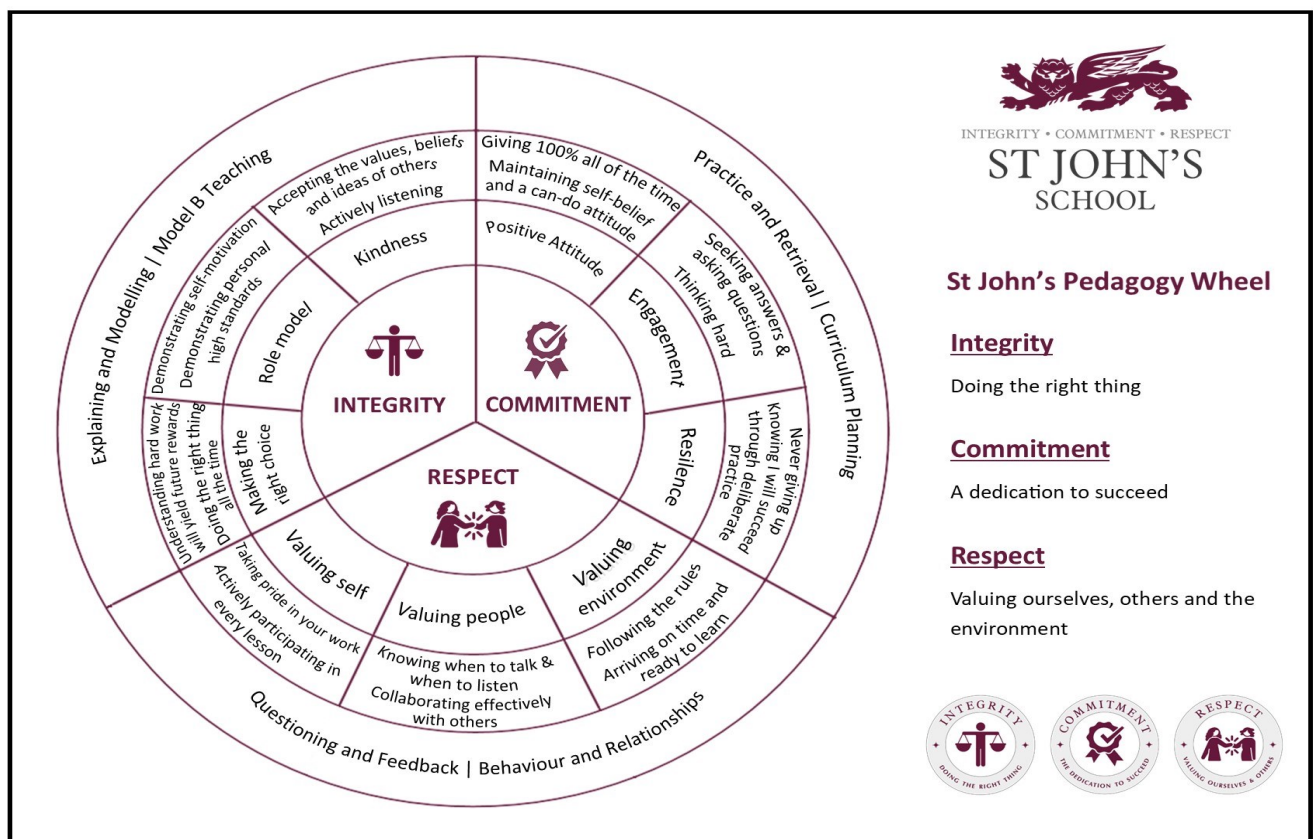 INTEGRITY • COMMITMENT • RESPECT
ST JOHN'S
SCHOOL
St John's Pedagogy Wheel
Integrity
Doing the right thing
Commitment
A dedication to succeed
Respect
Valuing ourselves, others and the
environment
INTEGRITY
DOING THE RIGHT THING
COMMITMENT
THE DEDICATION TO SUCCEED
RESPECT
VALUING OURSELVES & OTHERS
Explaining and Modelling | Model B Teaching
Accepting the values, beliefs
and ideas of others
Actively listening
Kindness
Demonstrating self-motivation
Demonstrating personal
high standards
Role model
Understanding hard work
will yield future rewards
Doing the right thing
all the time
Making the
right choice
INTEGRITY
Practice and Retrieval | Curriculum Planning
Giving 100% all of the time
Maintaining self-belief
and a can-do attitude
Positive Attitude
Seeking answers &
asking questions
Thinking hard
Engagement
Never giving up
Knowing I will succeed
through deliberate
practice
Resilence
COMMITMENT
RESPECT
Valuing self
Taking pride in your work
Actively participating in
every lesson
Valuing people
Knowing when to talk &
when to listen
Collaborating effectively
with others
Valuing
environment
Following the rules
Arriving on time and
ready to learn
Questioning and Feedback | Behaviour and Relationships